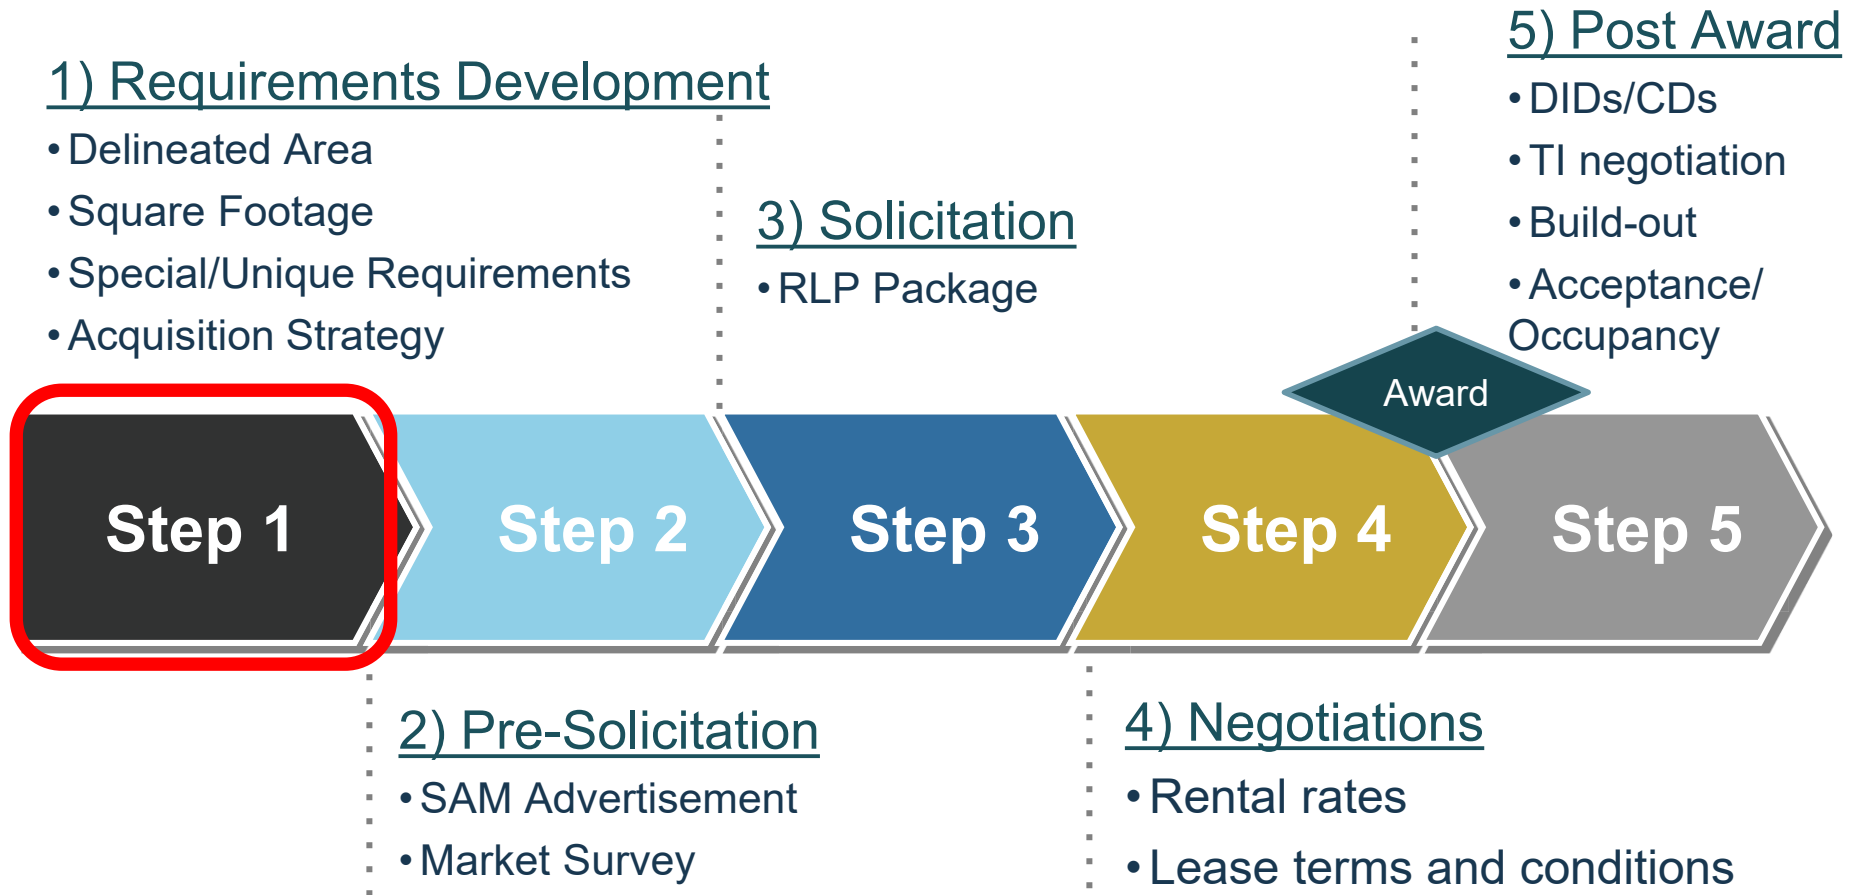 1) Requirements Development
• Delineated Area
• Square Footage
• Special/Unique Requirements
• Acquisition Strategy
3) Solicitation
• RLP Package
5) Post Award
• DIDs/CDs
• TI negotiation
• Build-out
• Acceptance/
Occupancy
Award
Step 1
Step 2
Step 3
Step 4
Step 5
2) Pre-Solicitation
• SAM Advertisement
• Market Survey
4) Negotiations
• Rental rates
• Lease terms and conditions